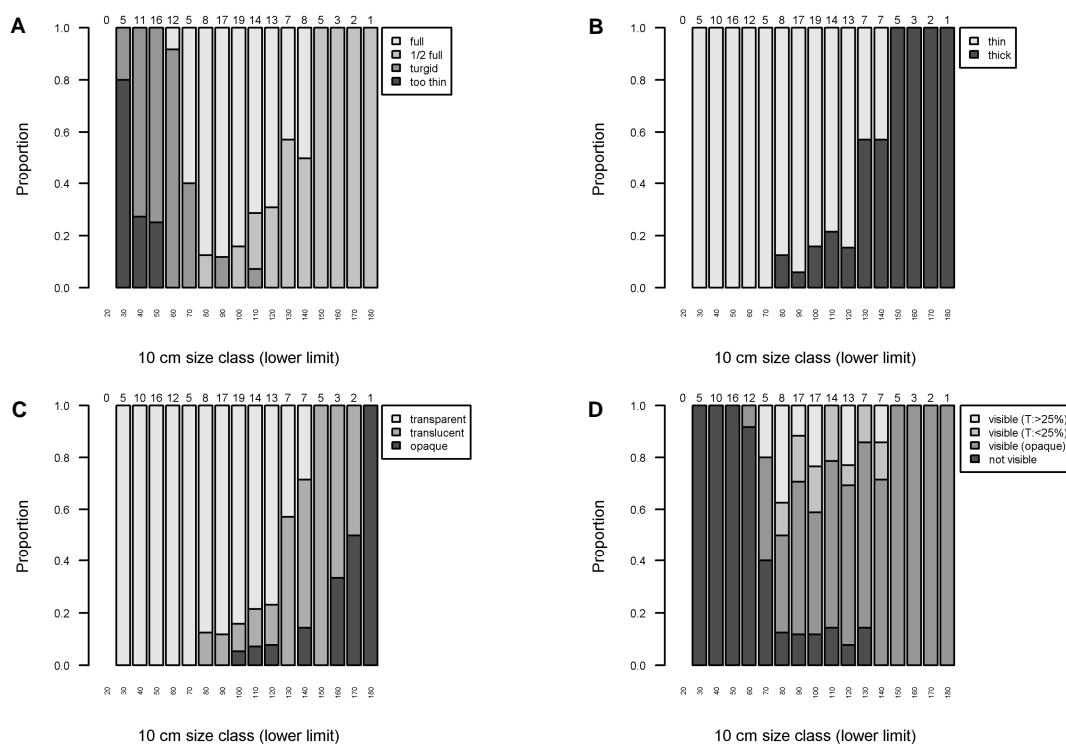 A
0 5 11 16 12 5 8 17 19 14 13 7 8 5 3 2 1
1.0
0.8
0.6
0.4
0.2
0.0
Proportion
full
1/2 full
turgid
too thin
20 30 40 50 60 70 80 90 100 110 120 130 140 150 160 170 180
10 cm size class (lower limit)
B
0 5 10 16 12 5 8 17 19 14 13 7 7 5 3 2 1
1.0
0.8
0.6
0.4
0.2
0.0
Proportion
thin
thick
20 30 40 50 60 70 80 90 100 110 120 130 140 150 160 170 180
10 cm size class (lower limit)
C
0 5 10 16 12 5 8 17 19 14 13 7 7 5 3 2 1
1.0
0.8
0.6
0.4
0.2
0.0
Proportion
transparent
translucent
opaque
20 30 40 50 60 70 80 90 100 110 120 130 140 150 160 170 180
10 cm size class (lower limit)
D
0 5 10 16 12 5 8 17 17 14 13 7 7 5 3 2 1
1.0
0.8
0.6
0.4
0.2
0.0
Proportion
visible (T:>25%)
visible (T:<25%)
visible (opaque)
not visible
20 30 40 50 60 70 80 90 100 110 120 130 140 150 160 170 180
10 cm size class (lower limit)